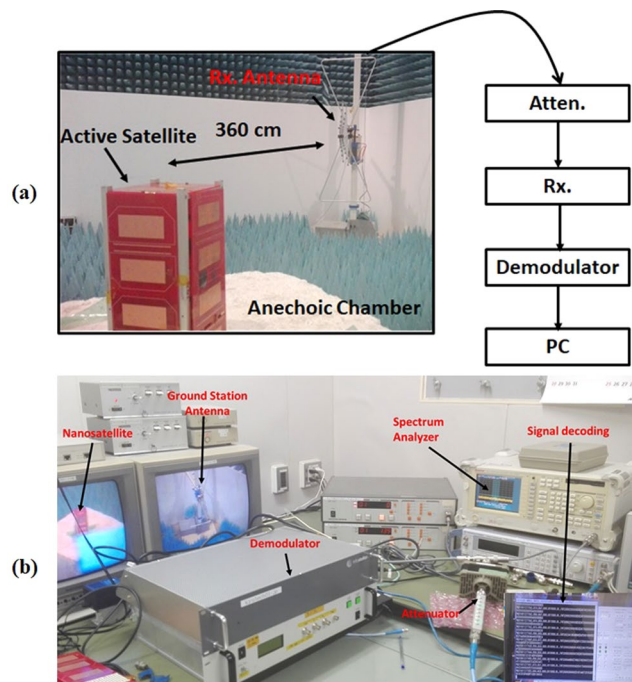 (a)
Rx. Antenna
360 cm
Active Satellite
Anechoic Chamber
Atten.
Rx.
Demodulator
PC
(b)
Ground Station
Antenna
Nanosatellite
Spectrum
Analyzer
Signal decoding
Demodulator
Attenuator